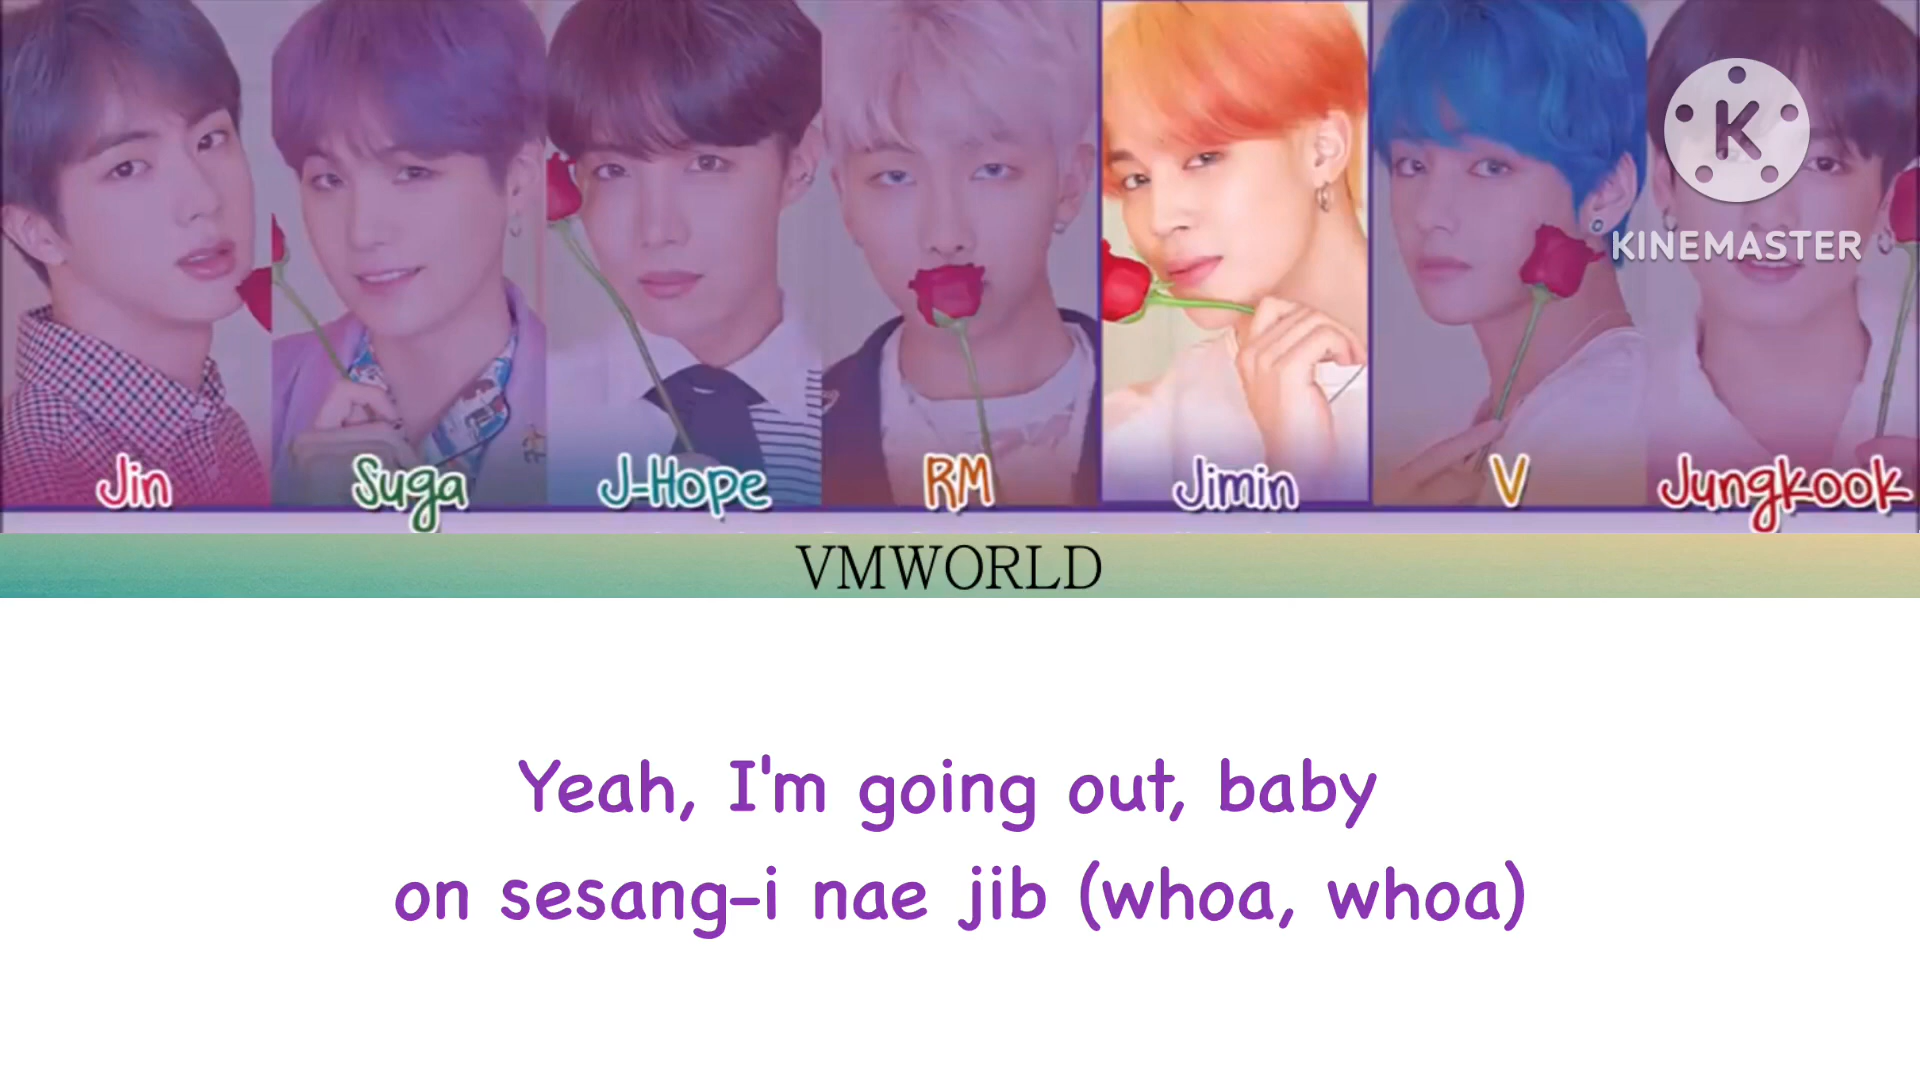 K
KINEMASTER
Jin Suga J-Hope RM Jimin V Jungkook
VMWORLD
Yeah, I'm going out, baby
on sesang-i nae jib (whoa, whoa)